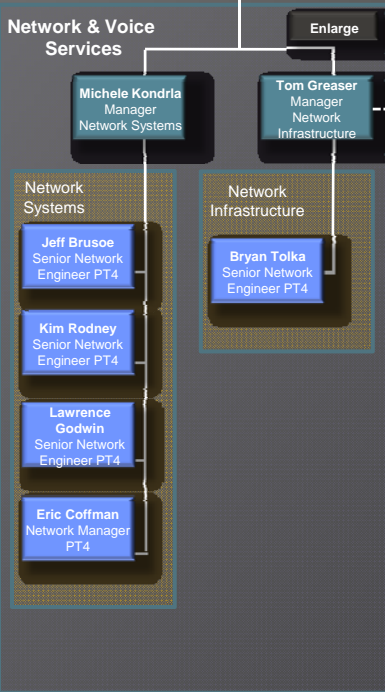 Network & Voice
Services
Enlarge
Michele Kondrla
Manager
Network Systems
Tom Greaser
Manager
Network
Infrastructure
Network
Systems
Jeff Brusoe
Senior Network
Engineer PT4
Kim Rodney
Senior Network
Engineer PT4
Lawrence
Godwin
Senior Network
Engineer PT4
Eric Coffman
Network Manager
PT4
Network
Infrastructure
Bryan Tolka
Senior Network
Engineer PT4